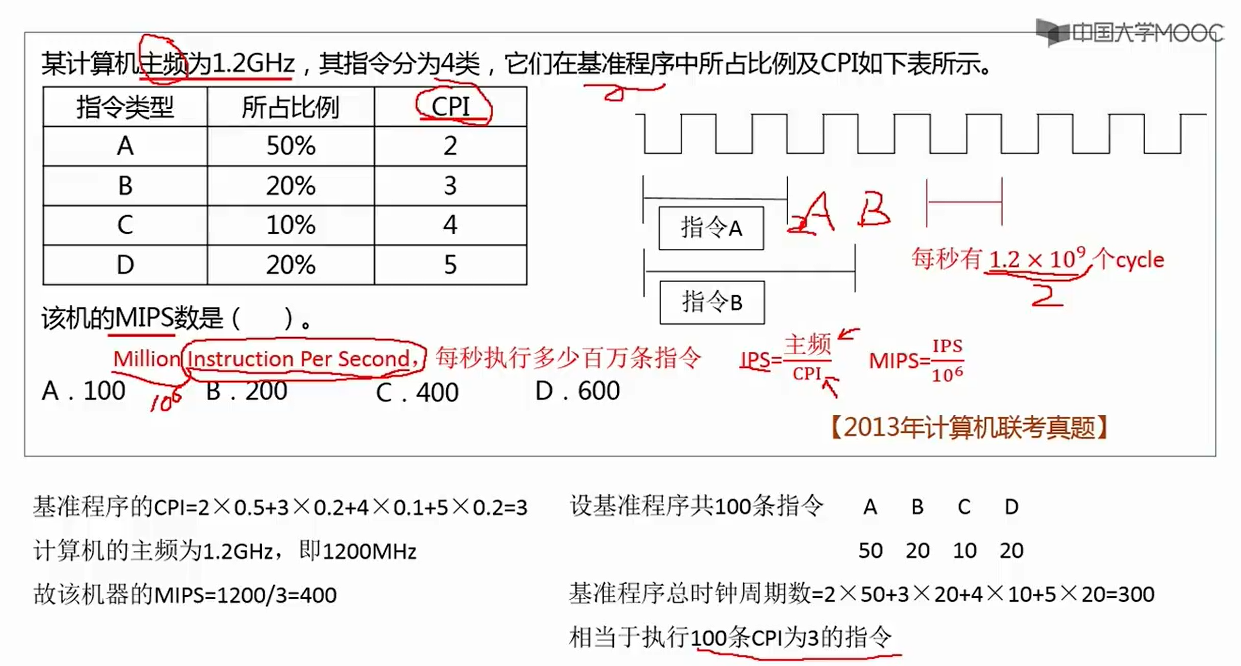 中国大学MOOC
某计算机主频为1.2GHz，其指令分为4类，它们在基准程序中所占比例及CPI如下表所示。
指令类型 所占比例 CPI
A 50% 2
B 20% 3
C 10% 4
D 20% 5
指令A
2 A B
指令B
每秒有 1.2 × 10⁹ 个cycle
2
该机的MIPS数是（ ）。
Million Instruction Per Second，每秒执行多少百万条指令
IPS=主频/CPI MIPS=IPS/10⁶
10⁶
A．100 B．200 C．400 D．600
【2013年计算机联考真题】
基准程序的CPI=2×0.5+3×0.2+4×0.1+5×0.2=3
计算机的主频为1.2GHz，即1200MHz
故该机器的MIPS=1200/3=400
设基准程序共100条指令 A B C D
50 20 10 20
基准程序总时钟周期数=2×50+3×20+4×10+5×20=300
相当于执行100条CPI为3的指令